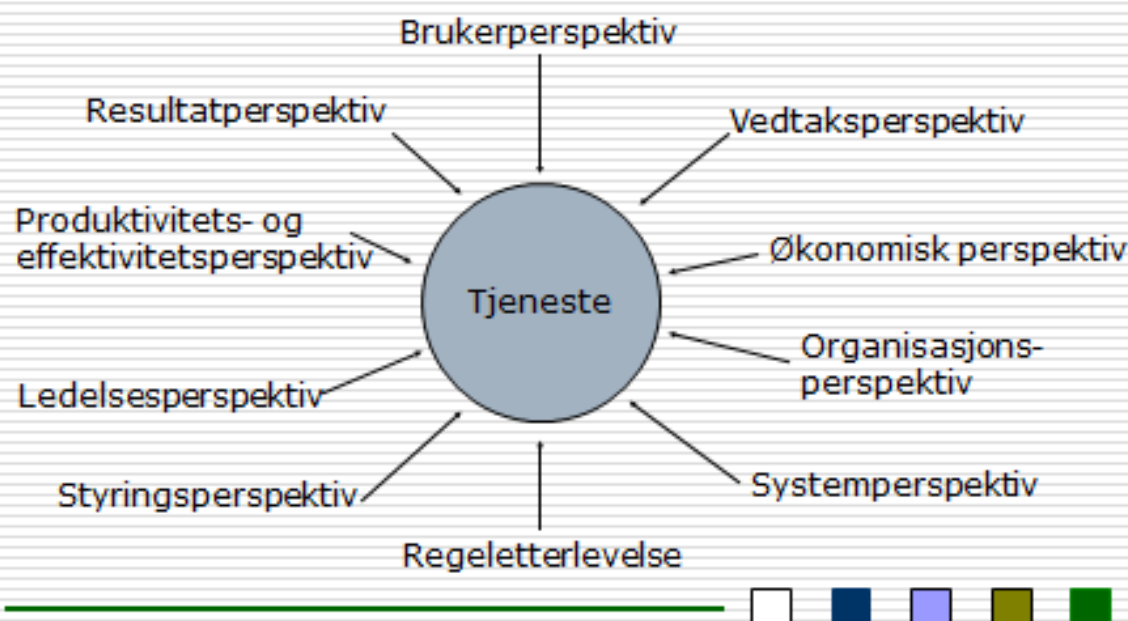 Brukerperspektiv
Resultatperspektiv
Vedtaksperspektiv
Produktivitets- og
effektivitetsperspektiv
Økonomisk perspektiv
Tjeneste
Organisasjons-
perspektiv
Ledelsesperspektiv
Styringsperspektiv
Systemperspektiv
Regeletterlevelse